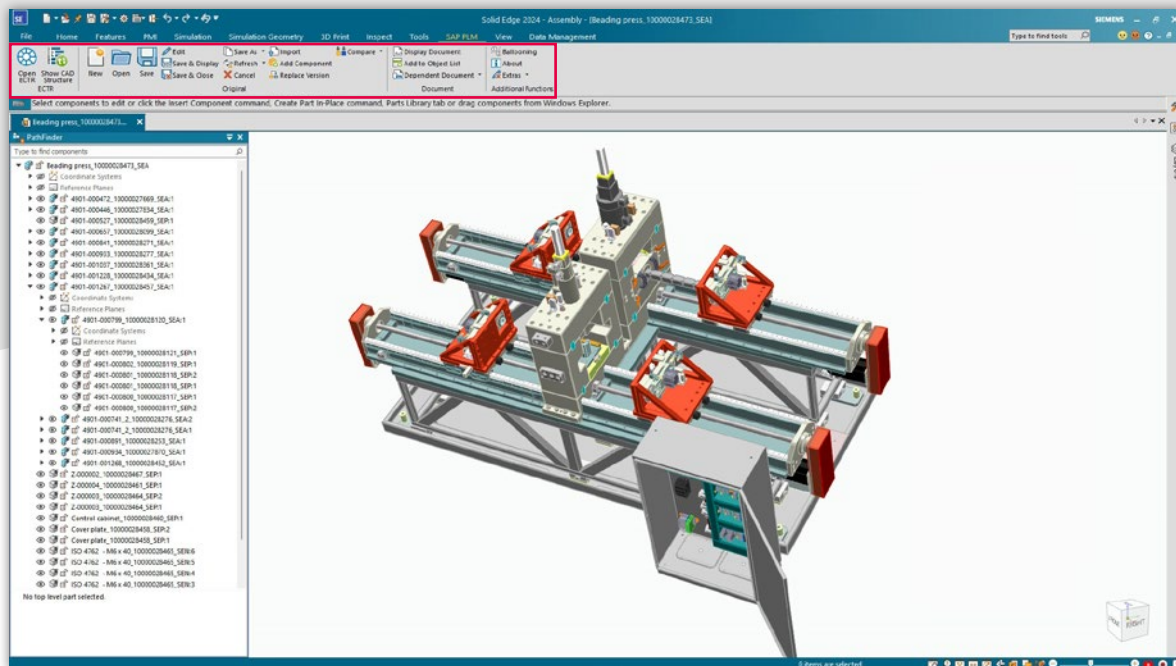 SE
Solid Edge 2024 - Assembly - [Beading press_10000028473_SEA]
SIEMENS
File Home Features PMI Simulation Simulation Geometry 3D Print Inspect Tools SAP PLM View Data Management
Type to find tools
Open ECTR Show CAD Structure New Open Save Edit Save As Import Compare Display Document Ballooning
Save & Display Refresh Add Component Add to Object List About
Save & Close Cancel Replace Version Dependent Document Extras
ECTR Original Document Additional Functions
Select components to edit or click the Insert Component command, Create Part In-Place command, Parts Library tab or drag components from Windows Explorer.
Beading press_10000028473...
PathFinder
Type to find components
Beading press_10000028473_SEA
Coordinate Systems
Reference Planes
4901-000472_10000027669_SEA:1
4901-000446_10000027834_SEA:1
4901-000527_10000028459_SEP:1
4901-000657_10000028099_SEA:1
4901-000841_10000028271_SEA:1
4901-000933_10000028277_SEA:1
4901-001037_10000028361_SEA:1
4901-001228_10000028434_SEA:1
4901-001267_10000028457_SEA:1
Coordinate Systems
Reference Planes
4901-000799_10000028120_SEA:1
Coordinate Systems
Reference Planes
4901-000799_10000028121_SEP:1
4901-000802_10000028119_SEP:1
4901-000801_10000028118_SEP:2
4901-000801_10000028118_SEP:1
4901-000800_10000028117_SEP:1
4901-000800_10000028117_SEP:2
4901-000741_2_10000028276_SEA:2
4901-000741_2_10000028276_SEA:1
4901-000891_10000028253_SEA:1
4901-000934_10000027870_SEA:1
4901-001268_10000028452_SEA:1
Z-000002_10000028467_SEP:1
Z-000004_10000028461_SEP:1
Z-000003_10000028464_SEP:2
Z-000003_10000028464_SEP:1
Control cabinet_10000028460_SEP:1
Cover plate_10000028458_SEP:2
Cover plate_10000028458_SEP:1
ISO 4762 - M6 x 40_10000028465_SEN:6
ISO 4762 - M6 x 40_10000028465_SEN:5
ISO 4762 - M6 x 40_10000028465_SEN:4
ISO 4762 - M6 x 40_10000028465_SEN:3
No top level part selected.
RIGHT
0 items are selected